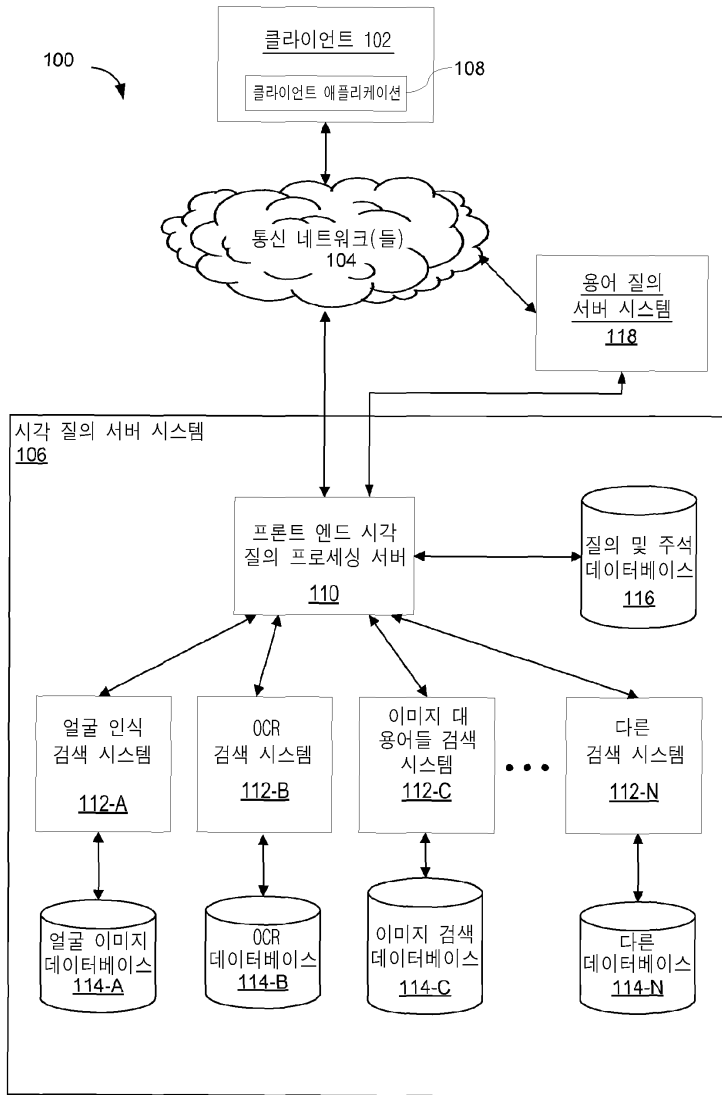 클라이언트 102
100
108
클라이언트 애플리케이션
통신 네트워크(들)
104
용어 질의
서버 시스템
118
시각 질의 서버 시스템
106
프론트 엔드 시각
질의 프로세싱 서버
110
질의 및 주석
데이터베이스
116
얼굴 인식
검색 시스템
112-A
OCR
검색 시스템
112-B
이미지 대
용어들 검색
시스템
112-C
다른
검색 시스템
112-N
얼굴 이미지
데이터베이스
114-A
OCR
데이터베이스
114-B
이미지 검색
데이터베이스
114-C
다른
데이터베이스
114-N